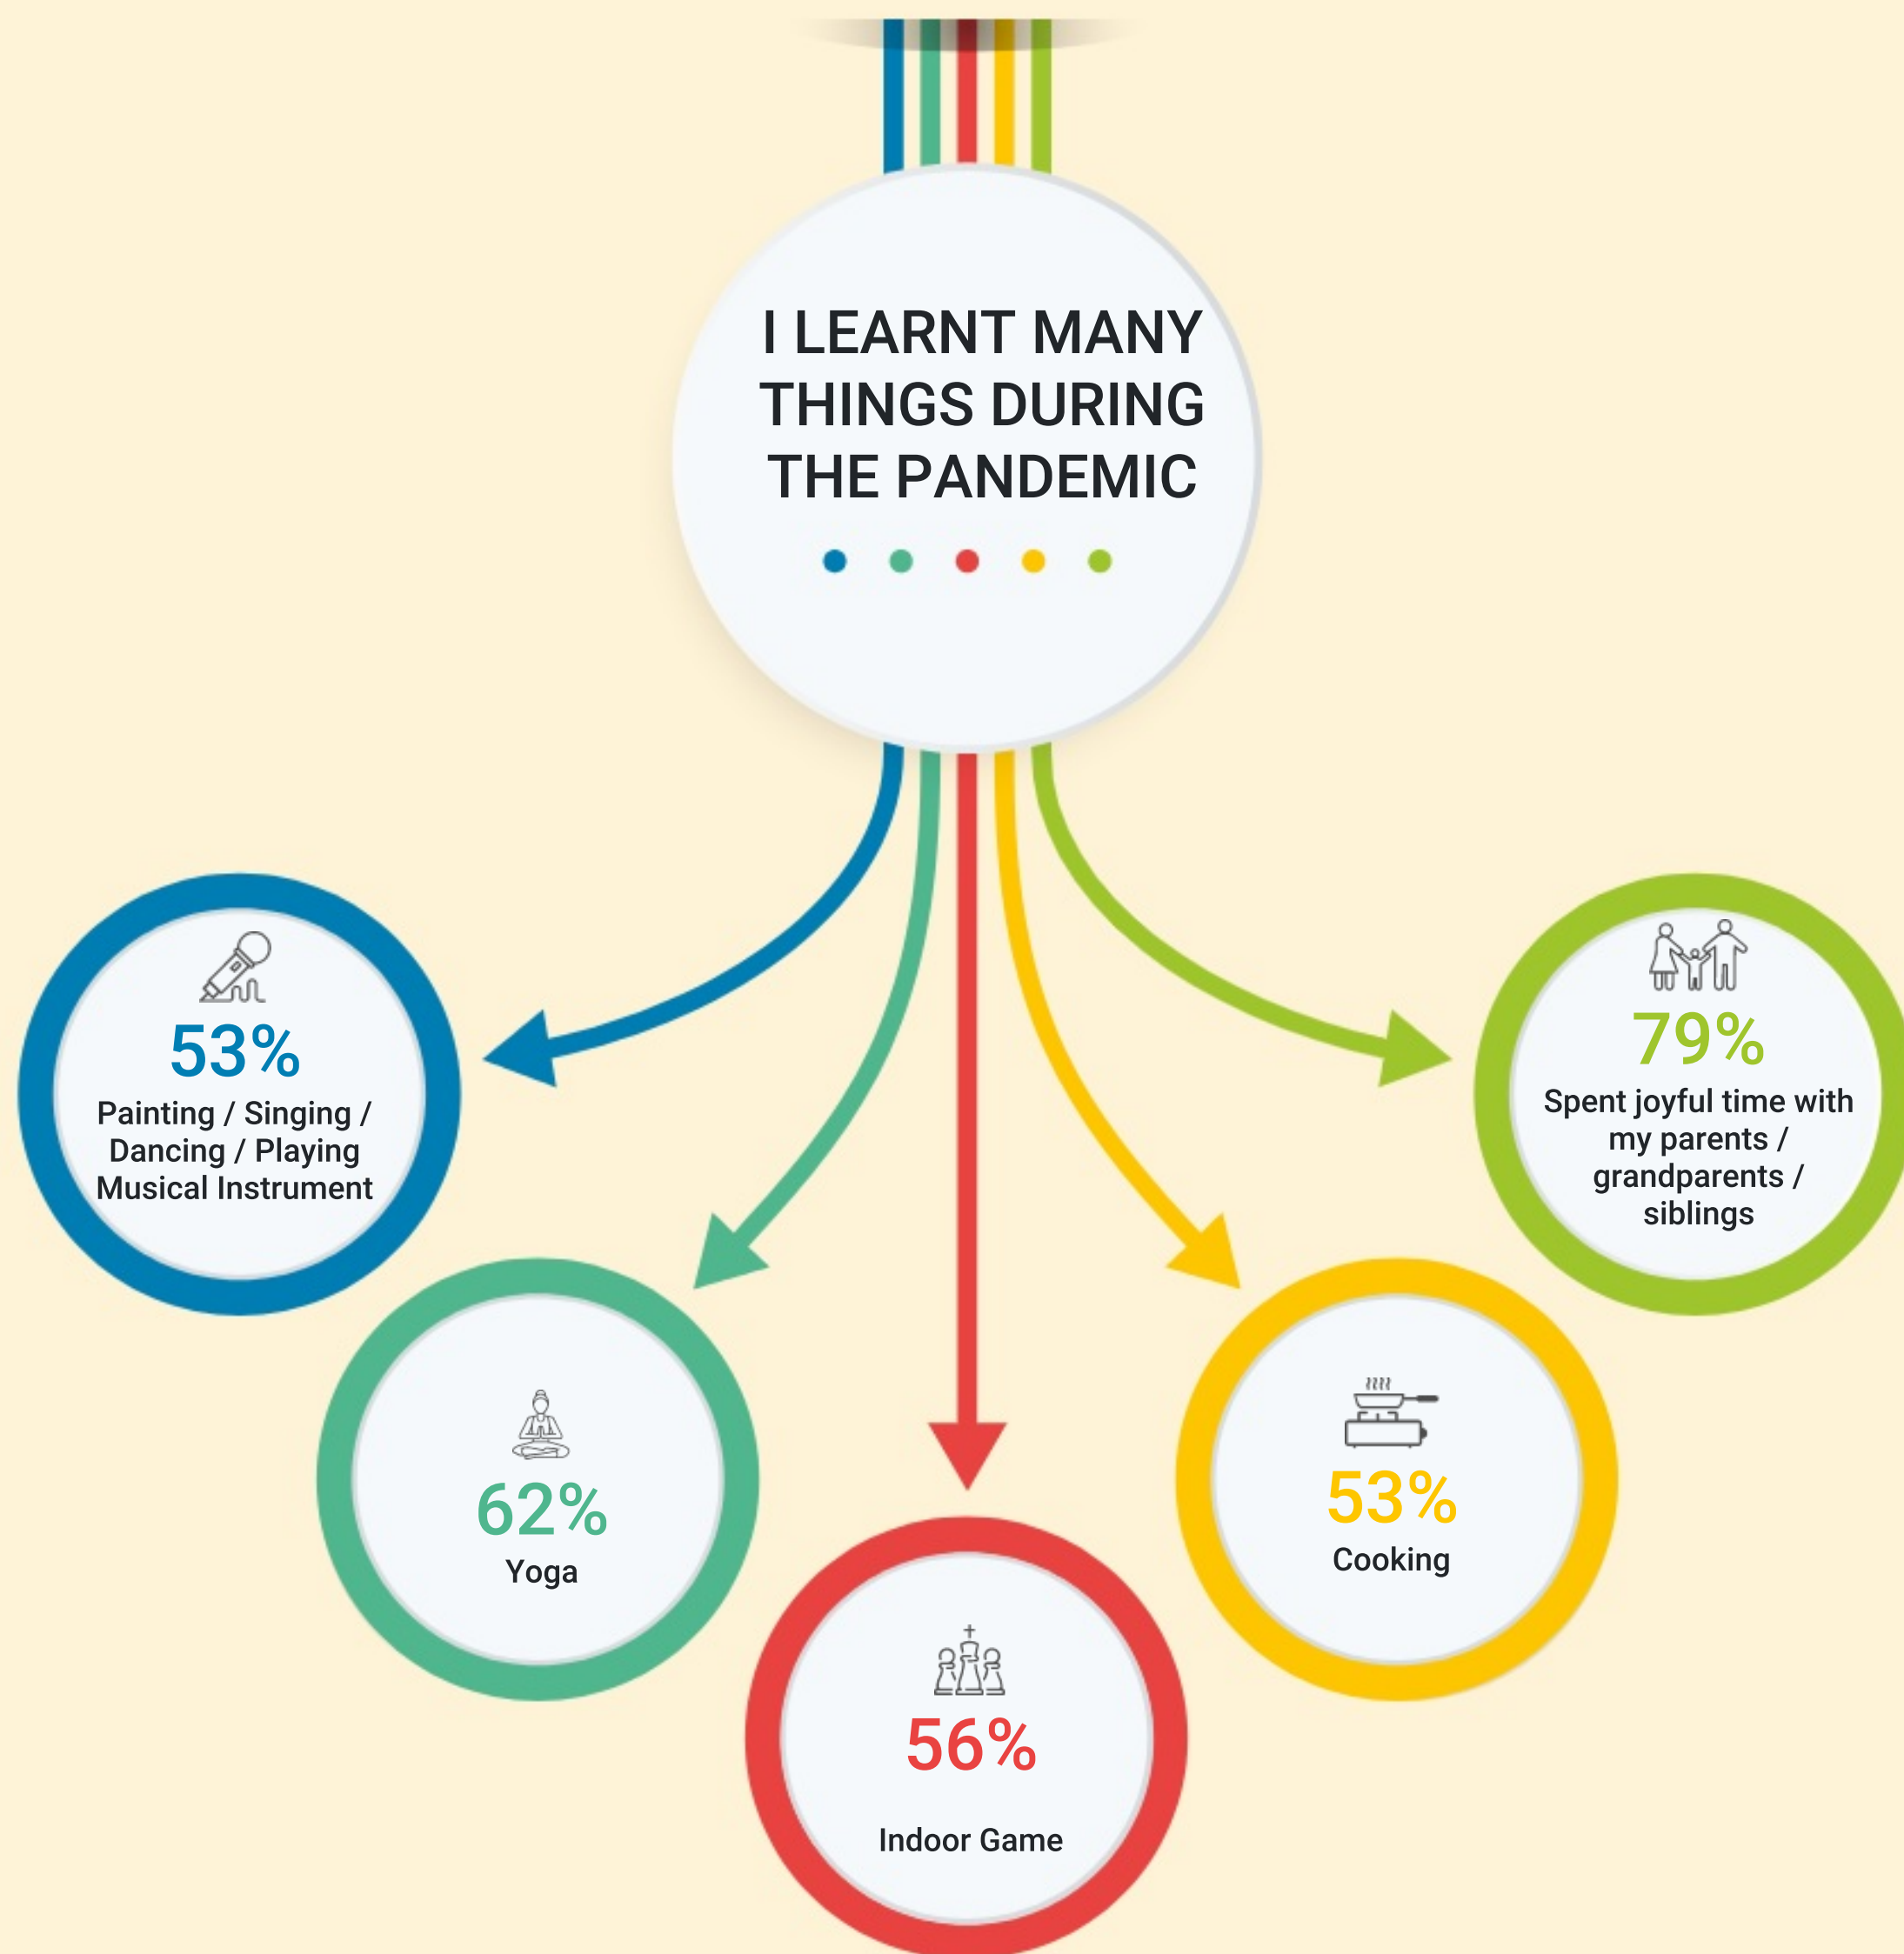 I LEARNT MANY
THINGS DURING
THE PANDEMIC
53%
Painting / Singing /
Dancing / Playing
Musical Instrument
62%
Yoga
56%
Indoor Game
53%
Cooking
79%
Spent joyful time with
my parents /
grandparents /
siblings